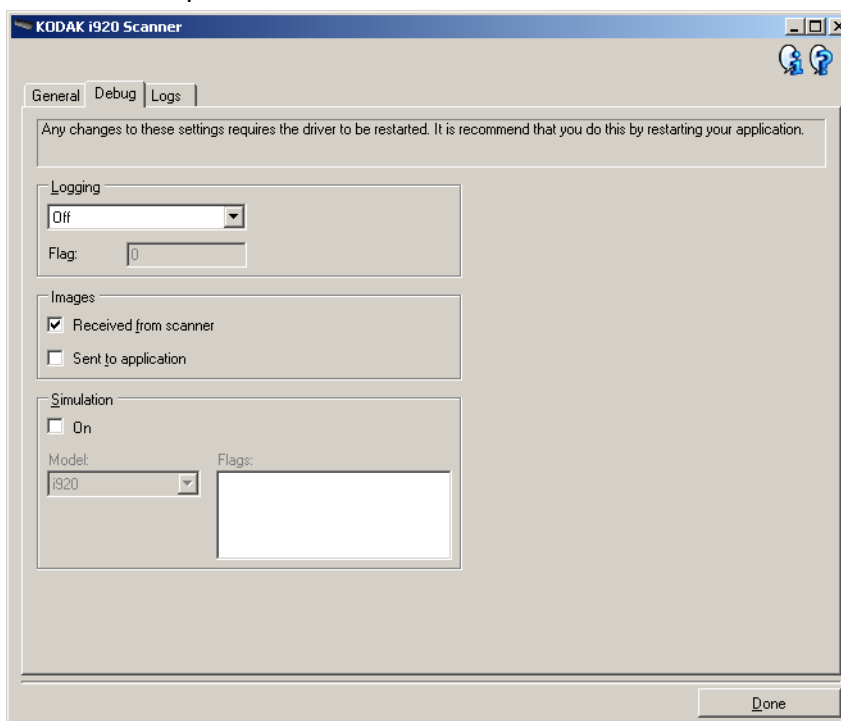 KODAK i920 Scanner
General Debug Logs
Any changes to these settings requires the driver to be restarted. It is recommend that you do this by restarting your application.
Logging
Off
Flag: 0
Images
Received from scanner
Sent to application
Simulation
On
Model: Flags:
i920
Done